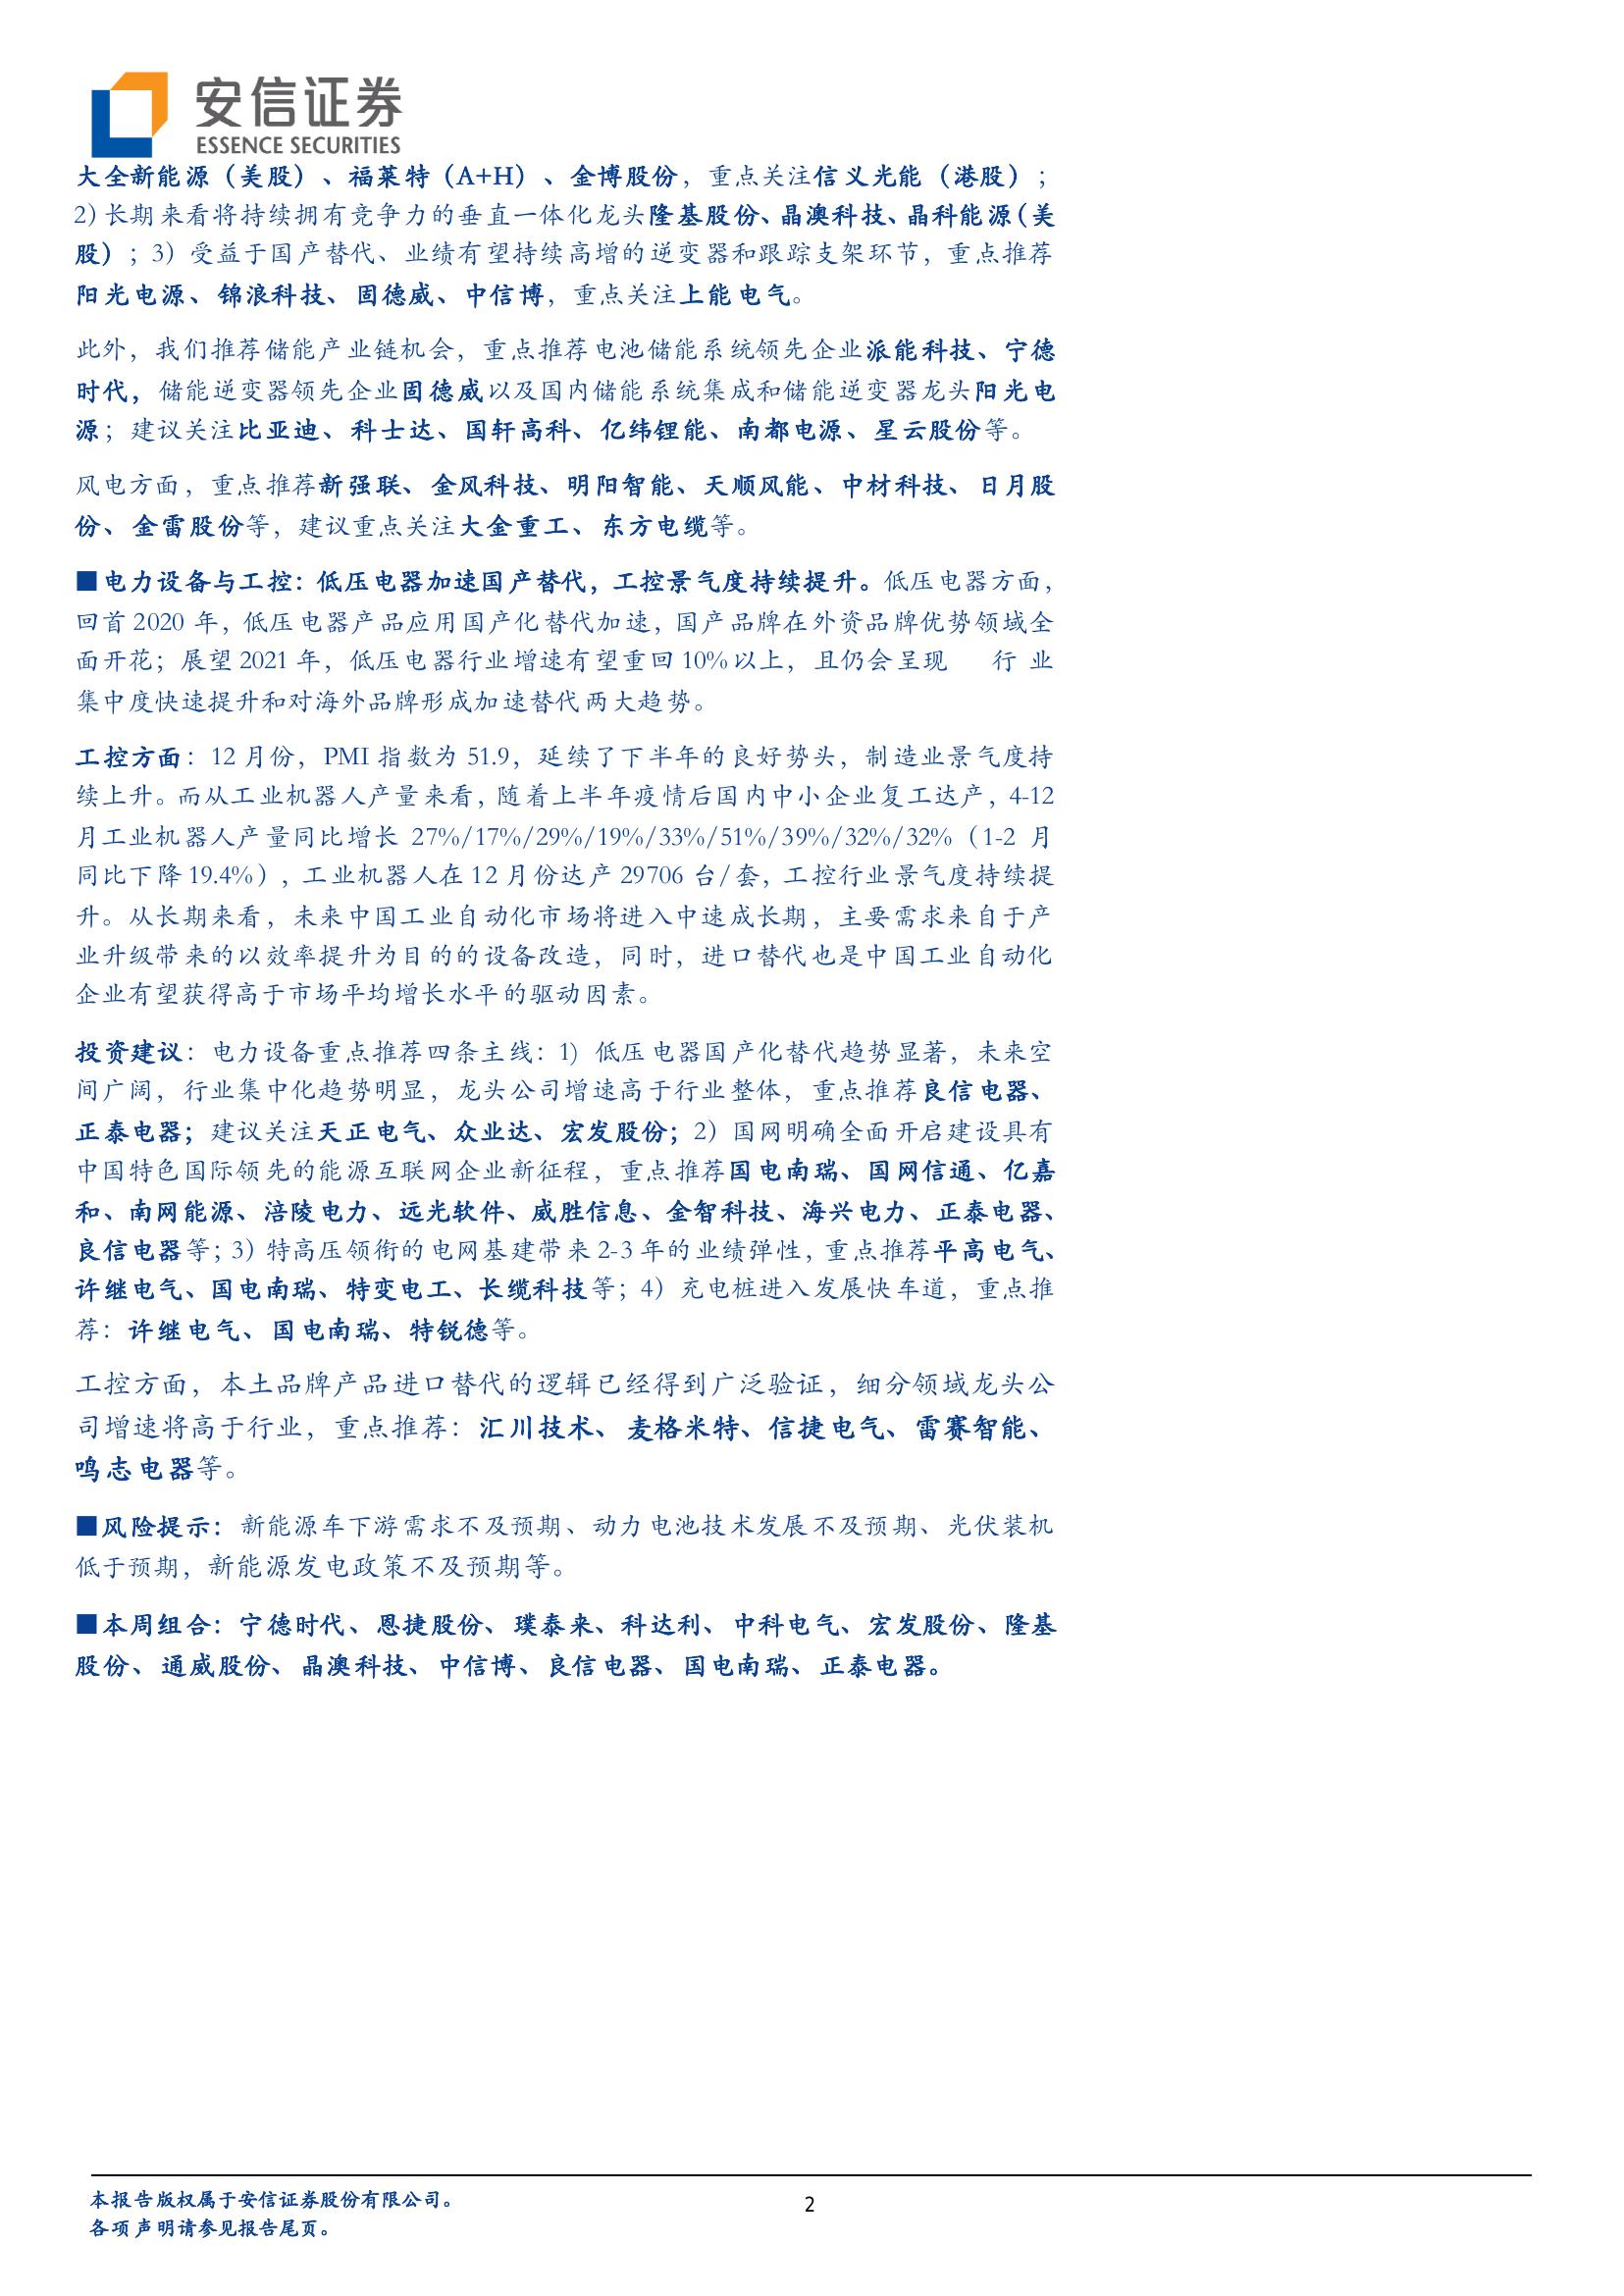 安信证券
ESSENCE SECURITIES
大全新能源（美股）、福莱特（A+H）、金博股份，重点关注信义光能（港股）；
2)长期来看将持续拥有竞争力的垂直一体化龙头隆基股份、晶澳科技、晶科能源（美
股）；3）受益于国产替代、业绩有望持续高增的逆变器和跟踪支架环节，重点推荐
阳光电源、锦浪科技、固德威、中信博，重点关注上能电气。
此外，我们推荐储能产业链机会，重点推荐电池储能系统领先企业派能科技、宁德
时代，储能逆变器领先企业固德威以及国内储能系统集成和储能逆变器龙头阳光电
源；建议关注比亚迪、科士达、国轩高科、亿纬锂能、南都电源、星云股份等。
风电方面，重点推荐新强联、金风科技、明阳智能、天顺风能、中材科技、日月股
份、金雷股份等，建议重点关注大金重工、东方电缆等。
■电力设备与工控：低压电器加速国产替代，工控景气度持续提升。低压电器方面，
回首 2020 年，低压电器产品应用国产化替代加速，国产品牌在外资品牌优势领域全
面开花；展望 2021 年，低压电器行业增速有望重回 10%以上，且仍会呈现 行 业
集中度快速提升和对海外品牌形成加速替代两大趋势。
工控方面：12 月份，PMI 指数为 51.9，延续了下半年的良好势头，制造业景气度持
续上升。而从工业机器人产量来看，随着上半年疫情后国内中小企业复工达产，4-12
月工业机器人产量同比增长 27%/17%/29%/19%/33%/51%/39%/32%/32%（1-2 月
同比下降 19.4%），工业机器人在 12 月份达产 29706 台/套，工控行业景气度持续提
升。从长期来看，未来中国工业自动化市场将进入中速成长期，主要需求来自于产
业升级带来的以效率提升为目的的设备改造，同时，进口替代也是中国工业自动化
企业有望获得高于市场平均增长水平的驱动因素。
投资建议：电力设备重点推荐四条主线：1) 低压电器国产化替代趋势显著，未来空
间广阔，行业集中化趋势明显，龙头公司增速高于行业整体，重点推荐良信电器、
正泰电器；建议关注天正电气、众业达、宏发股份；2）国网明确全面开启建设具有
中国特色国际领先的能源互联网企业新征程，重点推荐国电南瑞、国网信通、亿嘉
和、南网能源、涪陵电力、远光软件、威胜信息、金智科技、海兴电力、正泰电器、
良信电器等；3）特高压领衔的电网基建带来 2-3 年的业绩弹性，重点推荐平高电气、
许继电气、国电南瑞、特变电工、长缆科技等；4）充电桩进入发展快车道，重点推
荐：许继电气、国电南瑞、特锐德等。
工控方面，本土品牌产品进口替代的逻辑已经得到广泛验证，细分领域龙头公
司增速将高于行业，重点推荐：汇川技术、麦格米特、信捷电气、雷赛智能、
鸣志电器等。
■风险提示：新能源车下游需求不及预期、动力电池技术发展不及预期、光伏装机
低于预期，新能源发电政策不及预期等。
■本周组合：宁德时代、恩捷股份、璞泰来、科达利、中科电气、宏发股份、隆基
股份、通威股份、晶澳科技、中信博、良信电器、国电南瑞、正泰电器。
本报告版权属于安信证券股份有限公司。
2
各项声明请参见报告尾页。